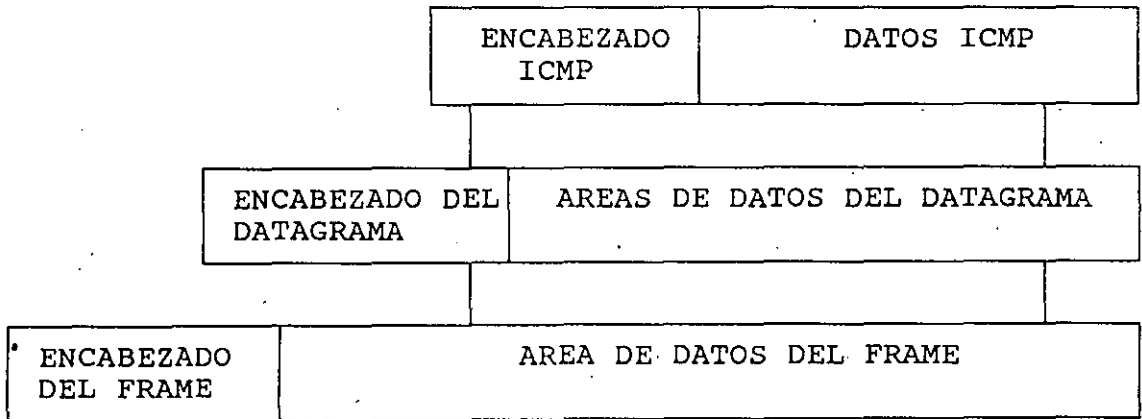 ENCABEZADO
ICMP
DATOS ICMP
ENCABEZADO DEL
DATAGRAMA
AREAS DE DATOS DEL DATAGRAMA
ENCABEZADO
DEL FRAME
AREA DE DATOS DEL FRAME